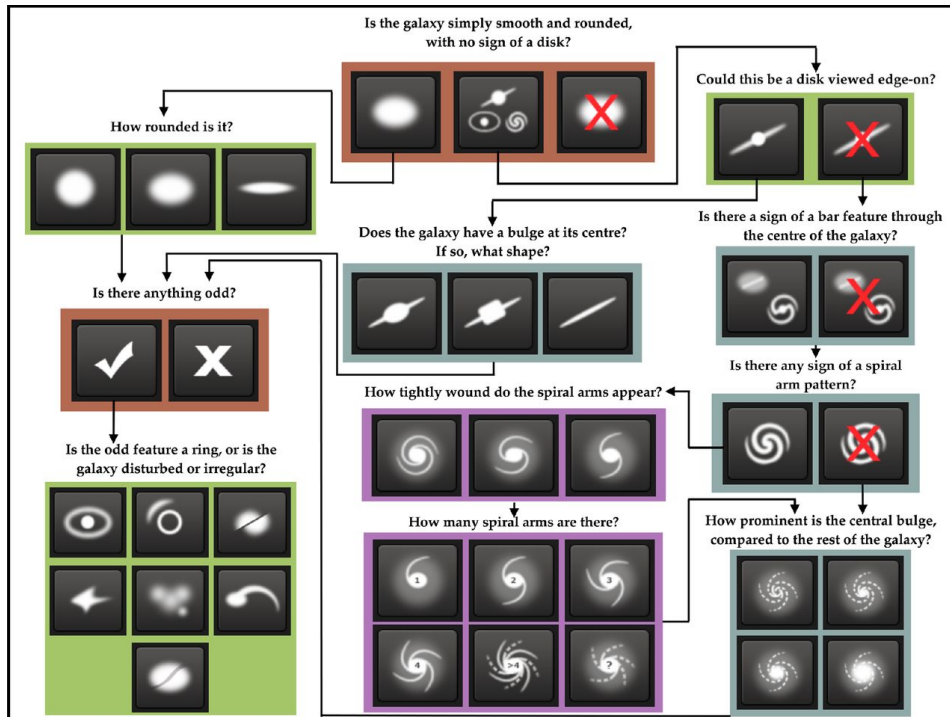 Is the galaxy simply smooth and rounded,
with no sign of a disk?
Could this be a disk viewed edge-on?
How rounded is it?
Does the galaxy have a bulge at its centre?
If so, what shape?
Is there a sign of a bar feature through
the centre of the galaxy?
Is there anything odd?
Is there any sign of a spiral
arm pattern?
How tightly wound do the spiral arms appear?
Is the odd feature a ring, or is the
galaxy disturbed or irregular?
How many spiral arms are there?
How prominent is the central bulge,
compared to the rest of the galaxy?
1
2
3
4
>4
?